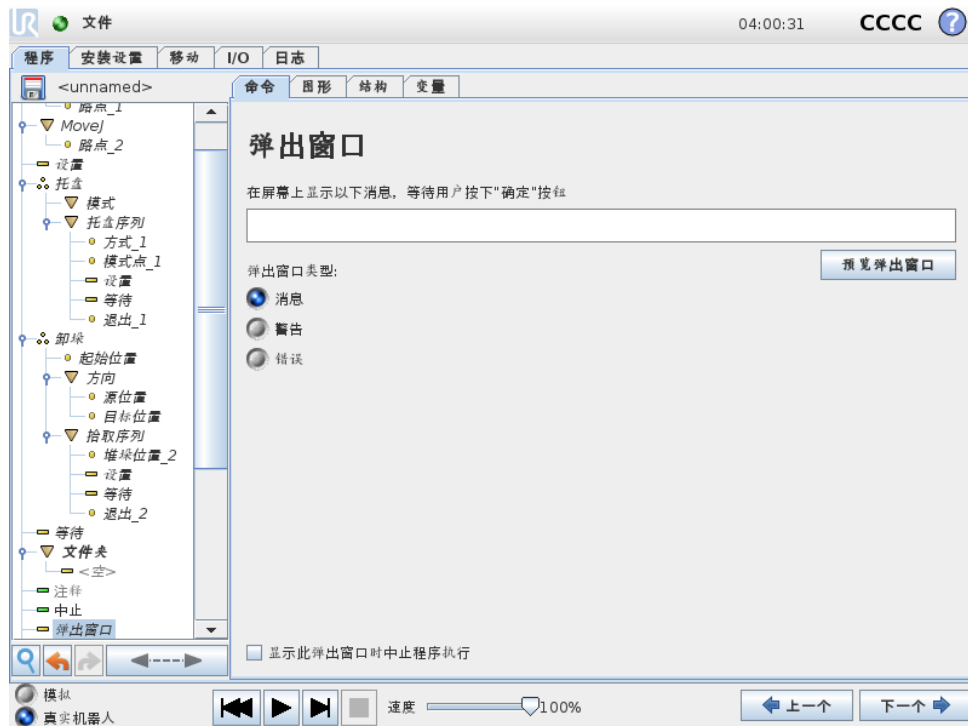 UR 文件 04:00:31 CCCC ?
程序 安装设置 移动 I/O 日志
<unnamed>
命令 图形 结构 变量
路点_1
MoveJ
路点_2
设置
托盘
模式
托盘序列
方式_1
模式点_1
设置
等待
退出_1
卸垛
起始位置
方向
源位置
目标位置
拾取序列
堆垛位置_2
设置
等待
退出_2
等待
文件夹
<空>
注释
中止
弹出窗口
弹出窗口
在屏幕上显示以下消息，等待用户按下"确定"按钮
预览弹出窗口
弹出窗口类型:
消息
警告
错误
显示此弹出窗口时中止程序执行
模拟
真实机器人
速度 100%
上一个 下一个